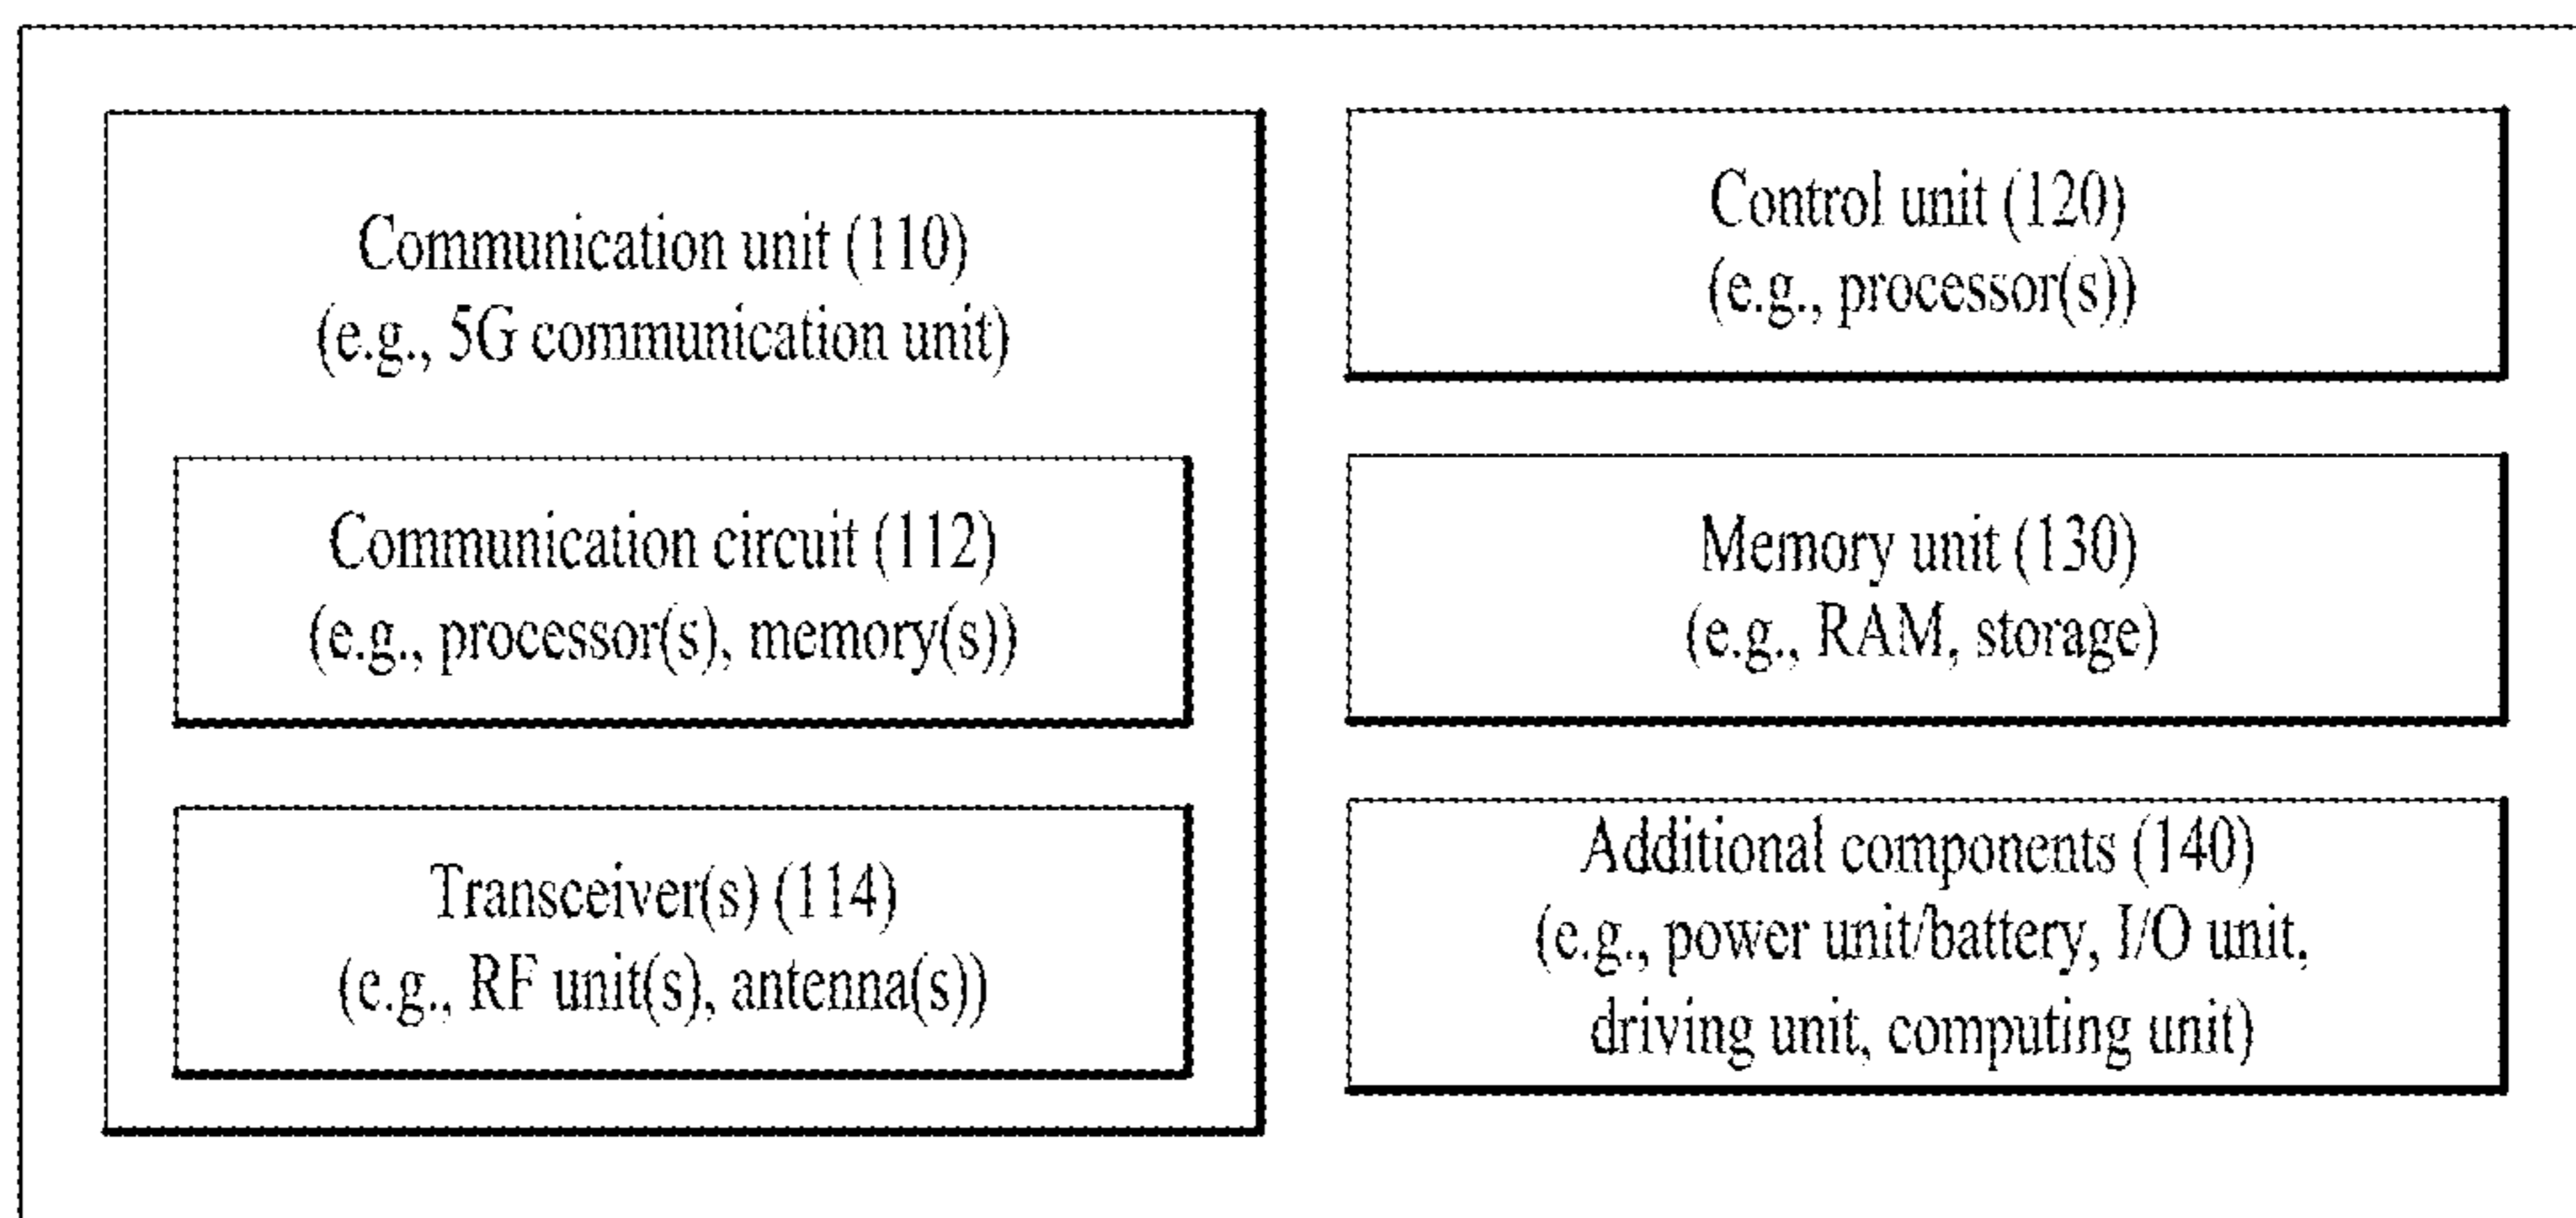 Communication unit (110)
(e.g., 5G communication unit)
Communication circuit (112)
(e.g., processor(s), memory(s))
Transceiver(s) (114)
(e.g., RF unit(s), antenna(s))
Control unit (120)
(e.g., processor(s))
Memory unit (130)
(e.g., RAM, storage)
Additional components (140)
(e.g., power unit/battery, I/O unit,
driving unit, computing unit)